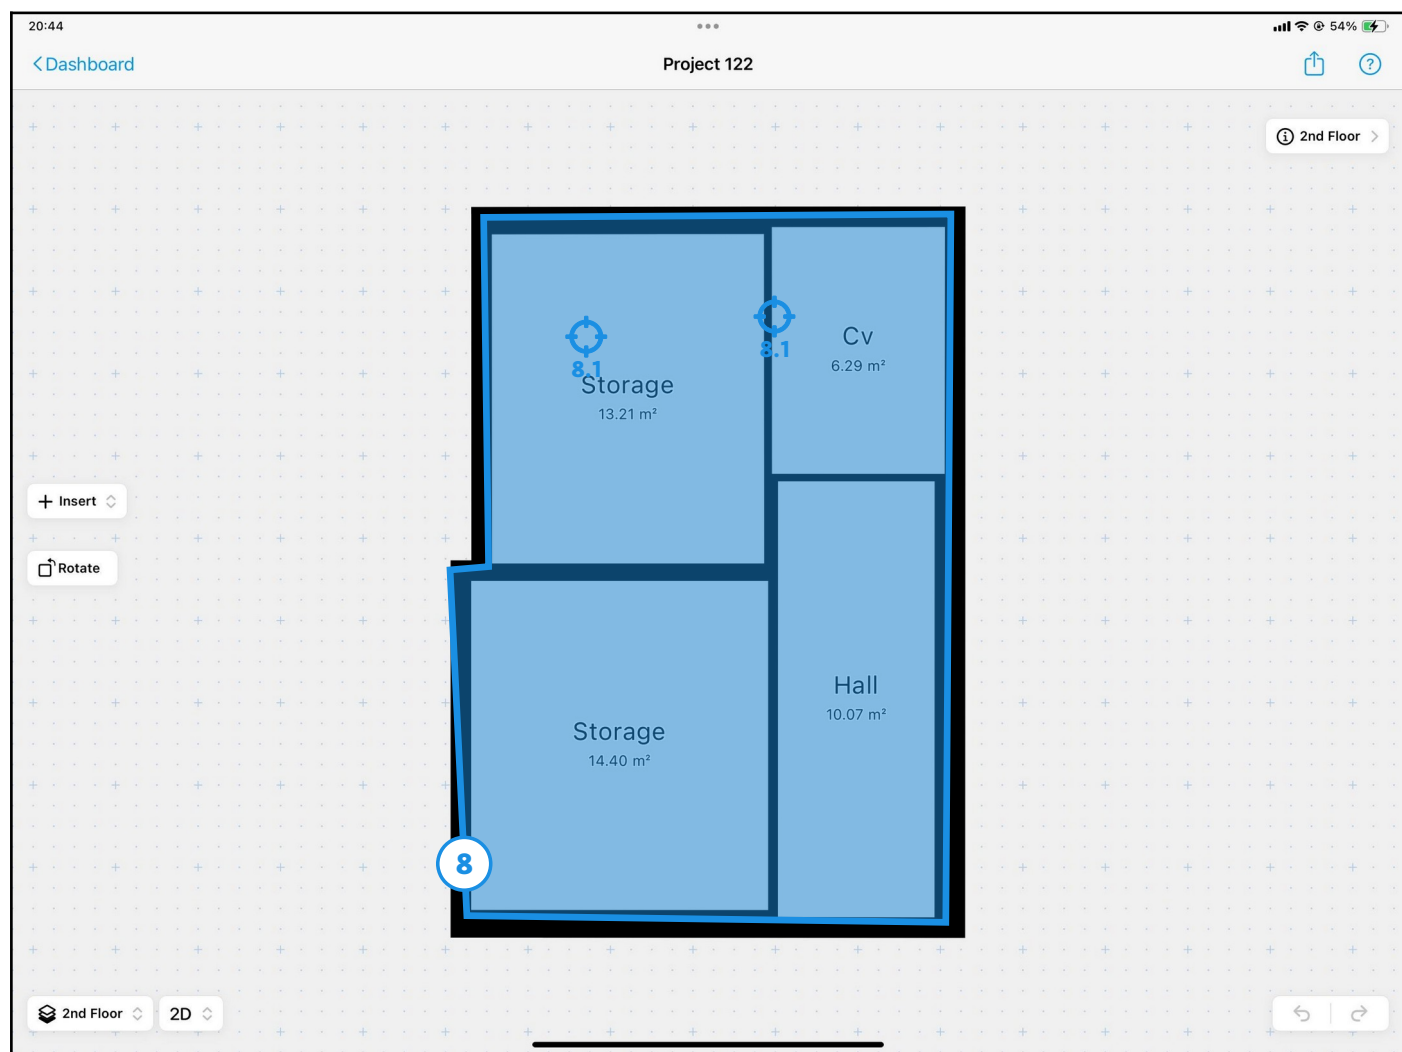 20:44
54%
Dashboard
Project 122
2nd Floor
Cv
6.29 m²
8.1
8.1
Storage
13.21 m²
+ Insert
Rotate
Hall
10.07 m²
Storage
14.40 m²
8
2nd Floor
2D